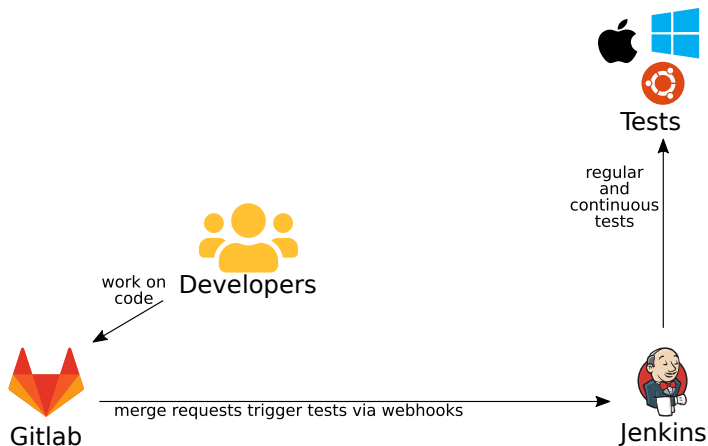 Tests
regular
and
continuous
tests
Developers
work on
code
merge requests trigger tests via webhooks
Gitlab
Jenkins